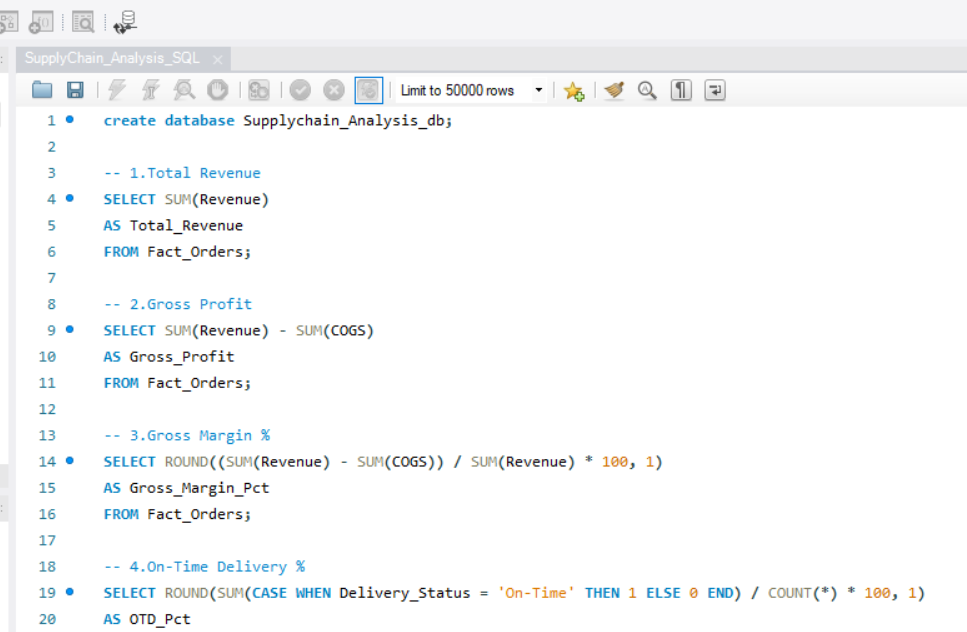 SupplyChain_Analysis_SQL ×
Limit to 50000 rows
1 create database Supplychain_Analysis_db;
2
3 -- 1.Total Revenue
4 SELECT SUM(Revenue)
5 AS Total_Revenue
6 FROM Fact_Orders;
7
8 -- 2.Gross Profit
9 SELECT SUM(Revenue) - SUM(COGS)
10 AS Gross_Profit
11 FROM Fact_Orders;
12
13 -- 3.Gross Margin %
14 SELECT ROUND((SUM(Revenue) - SUM(COGS)) / SUM(Revenue) * 100, 1)
15 AS Gross_Margin_Pct
16 FROM Fact_Orders;
17
18 -- 4.On-Time Delivery %
19 SELECT ROUND(SUM(CASE WHEN Delivery_Status = 'On-Time' THEN 1 ELSE 0 END) / COUNT(*) * 100, 1)
20 AS OTD_Pct